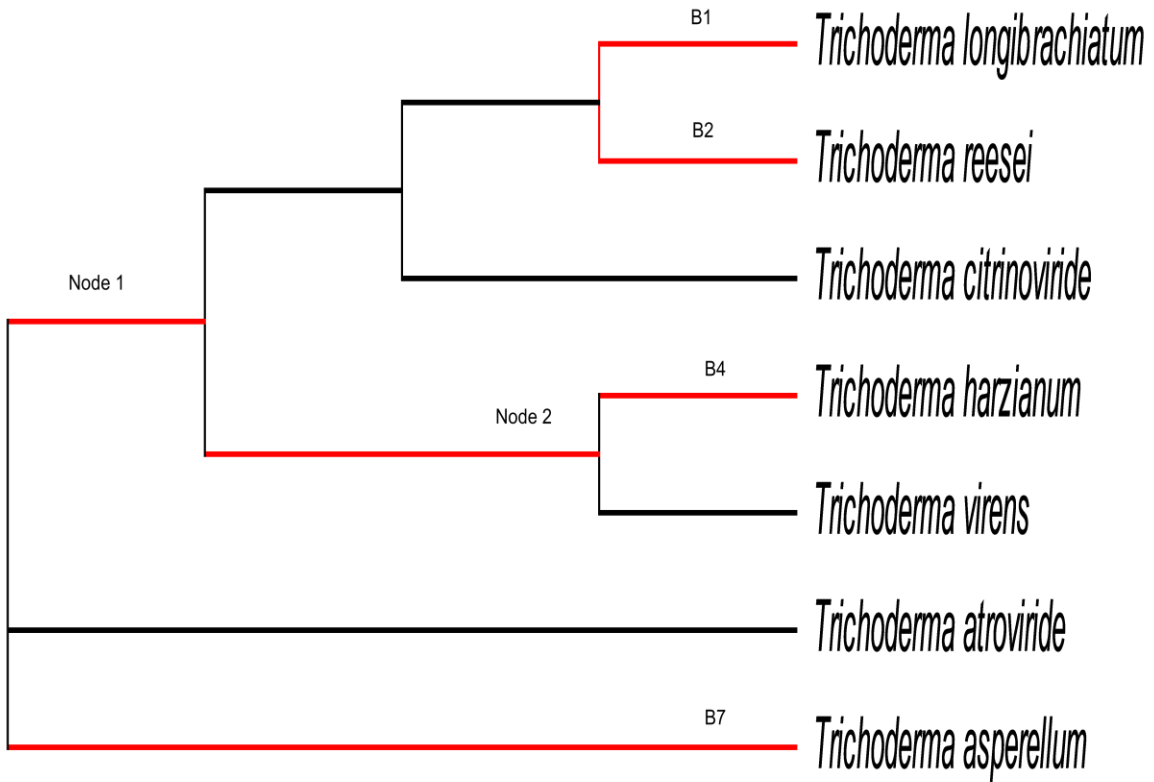 B1
Trichoderma longibrachiatum
B2
Trichoderma reesei
Node 1
Trichoderma citrinoviride
B4
Trichoderma harzianum
Node 2
Trichoderma virens
Trichoderma atroviride
B7
Trichoderma asperellum